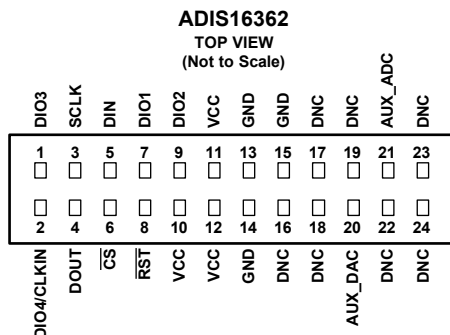 ADIS16362
TOP VIEW
(Not to Scale)
DIO3 SCLK DIN DIO1 DIO2 VCC GND GND DNC DNC AUX_ADC DNC
1 3 5 7 9 11 13 15 17 19 21 23
2 4 6 8 10 12 14 16 18 20 22 24
DIO4/CLKIN DOUT C̅S̅ R̅S̅T̅ VCC VCC GND DNC DNC AUX_DAC DNC DNC